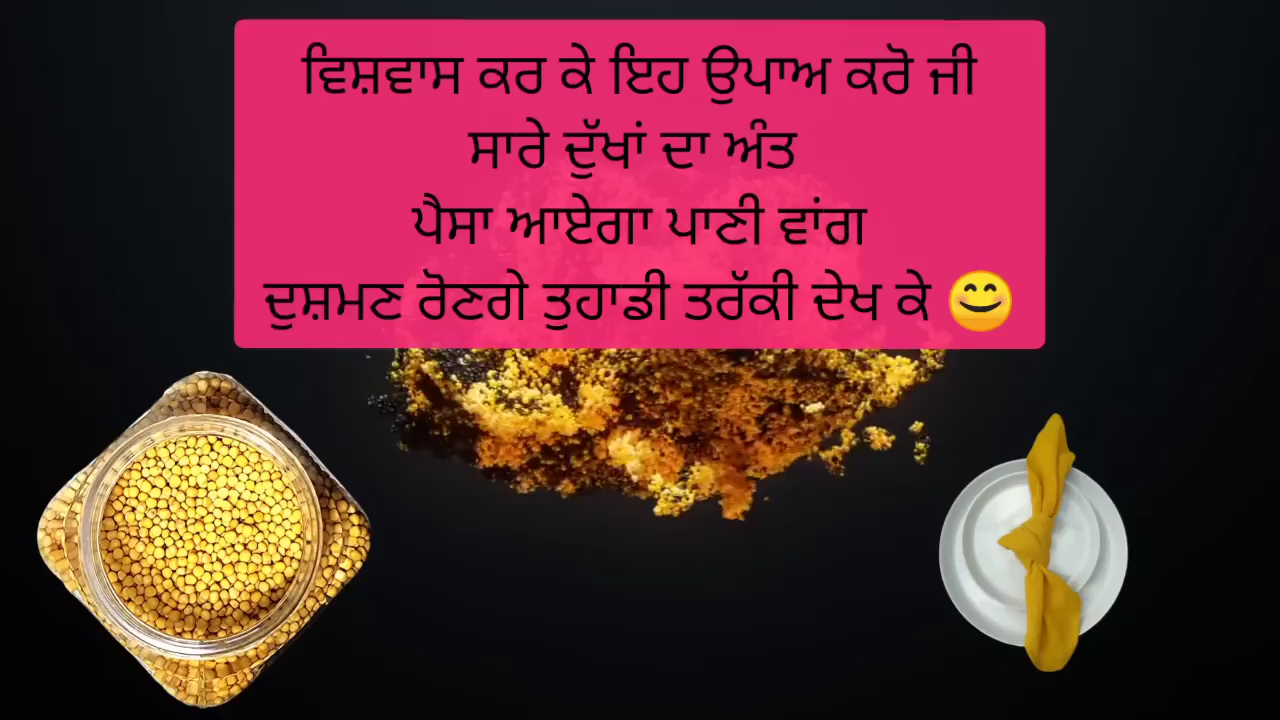 ਵਿਸ਼ਵਾਸ ਕਰ ਕੇ ਇਹ ਉਪਾਅ ਕਰੋ ਜੀ
ਸਾਰੇ ਦੁੱਖਾਂ ਦਾ ਅੰਤ
ਪੈਸਾ ਆਏਗਾ ਪਾਣੀ ਵਾਂਗ
ਦੁਸ਼ਮਣ ਰੋਣਗੇ ਤੁਹਾਡੀ ਤਰੱਕੀ ਦੇਖ ਕੇ 😊